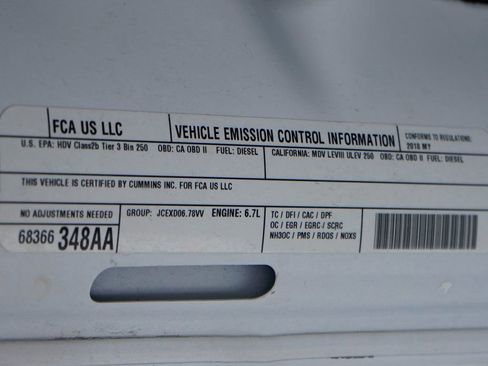 FCA US LLC
VEHICLE EMISSION CONTROL INFORMATION
CONFORMS TO REGULATIONS:
2018 MY
U.S. EPA: HDV Class2b Tier 3 Bin 250 OBD: CA OBD II FUEL: DIESEL
CALIFORNIA: MDV LEVIII ULEV 250 OBD: CA OBD II FUEL: DIESEL
THIS VEHICLE IS CERTIFIED BY CUMMINS INC. FOR FCA US LLC
NO ADJUSTMENTS NEEDED
68366 348AA
GROUP: JCEXD06.78VV ENGINE: 6.7L
TC / DFI / CAC / DPF
OC / EGR / EGRC / SCRC
NH3OC / PMS / RDQS / NOXS